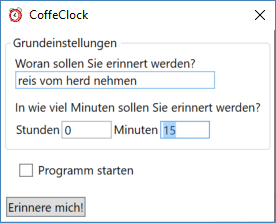 CoffeClock
Grundeinstellungen
Woran sollen Sie erinnert werden?
reis vom herd nehmen
In wie viel Minuten sollen Sie erinnert werden?
Stunden 0 Minuten 15
Programm starten
Erinnere mich!